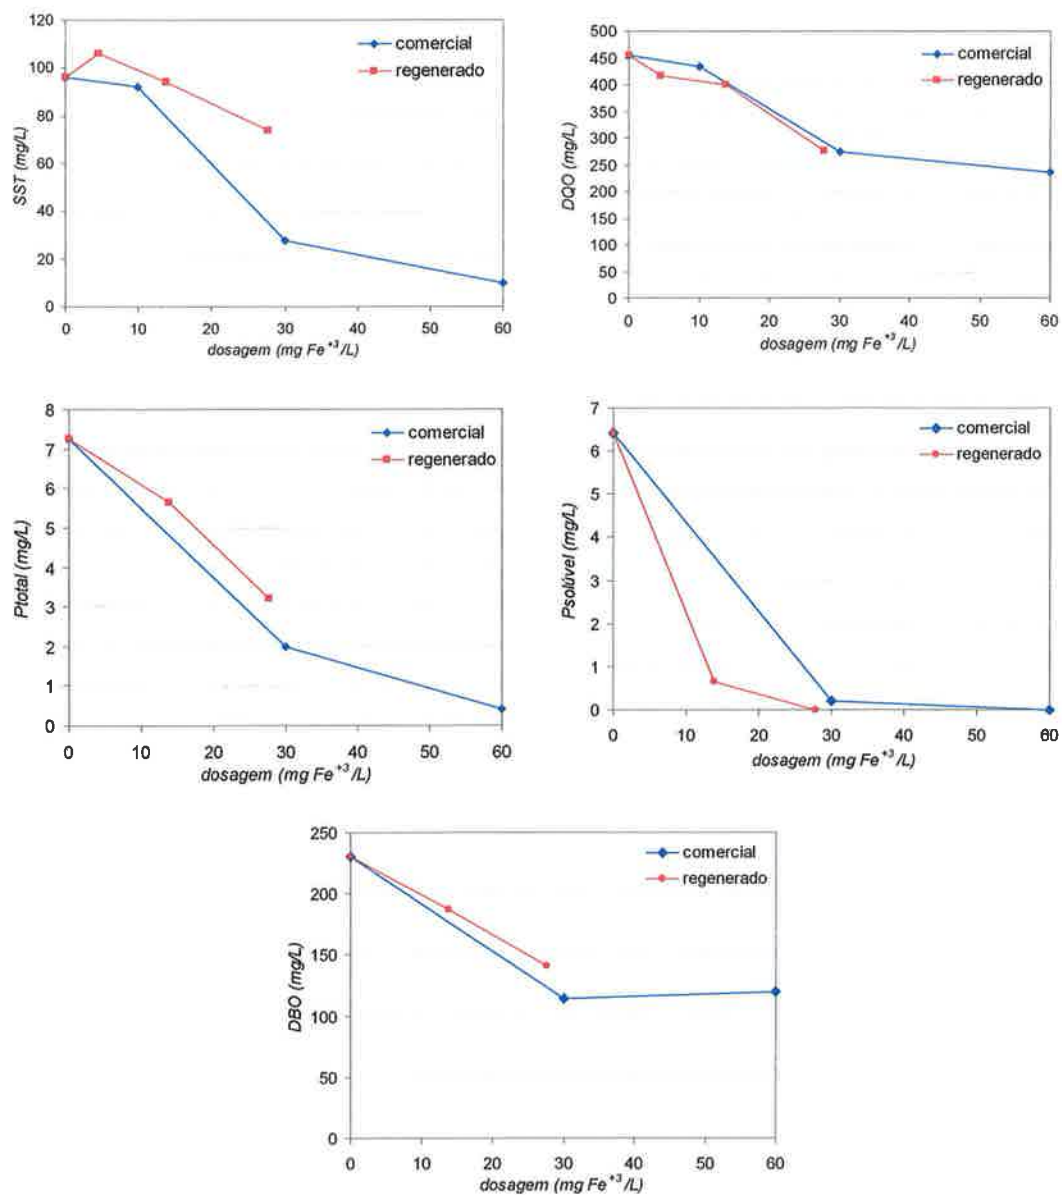 120
100
80
60
40
20
0
SST (mg/L)
comercial
regenerado
0 10 20 30 40 50 60
dosagem (mg Fe⁺³/L)
500
450
400
350
300
250
200
150
100
50
0
DQO (mg/L)
comercial
regenerado
0 10 20 30 40 50 60
dosagem (mg Fe⁺³/L)
8
7
6
5
4
3
2
1
0
Ptotal (mg/L)
comercial
regenerado
0 10 20 30 40 50 60
dosagem (mg Fe⁺³/L)
7
6
5
4
3
2
1
0
Psolúvel (mg/L)
comercial
regenerado
0 10 20 30 40 50 60
dosagem (mg Fe⁺³/L)
250
200
150
100
50
0
DBO (mg/L)
comercial
regenerado
0 10 20 30 40 50 60
dosagem (mg Fe⁺³/L)